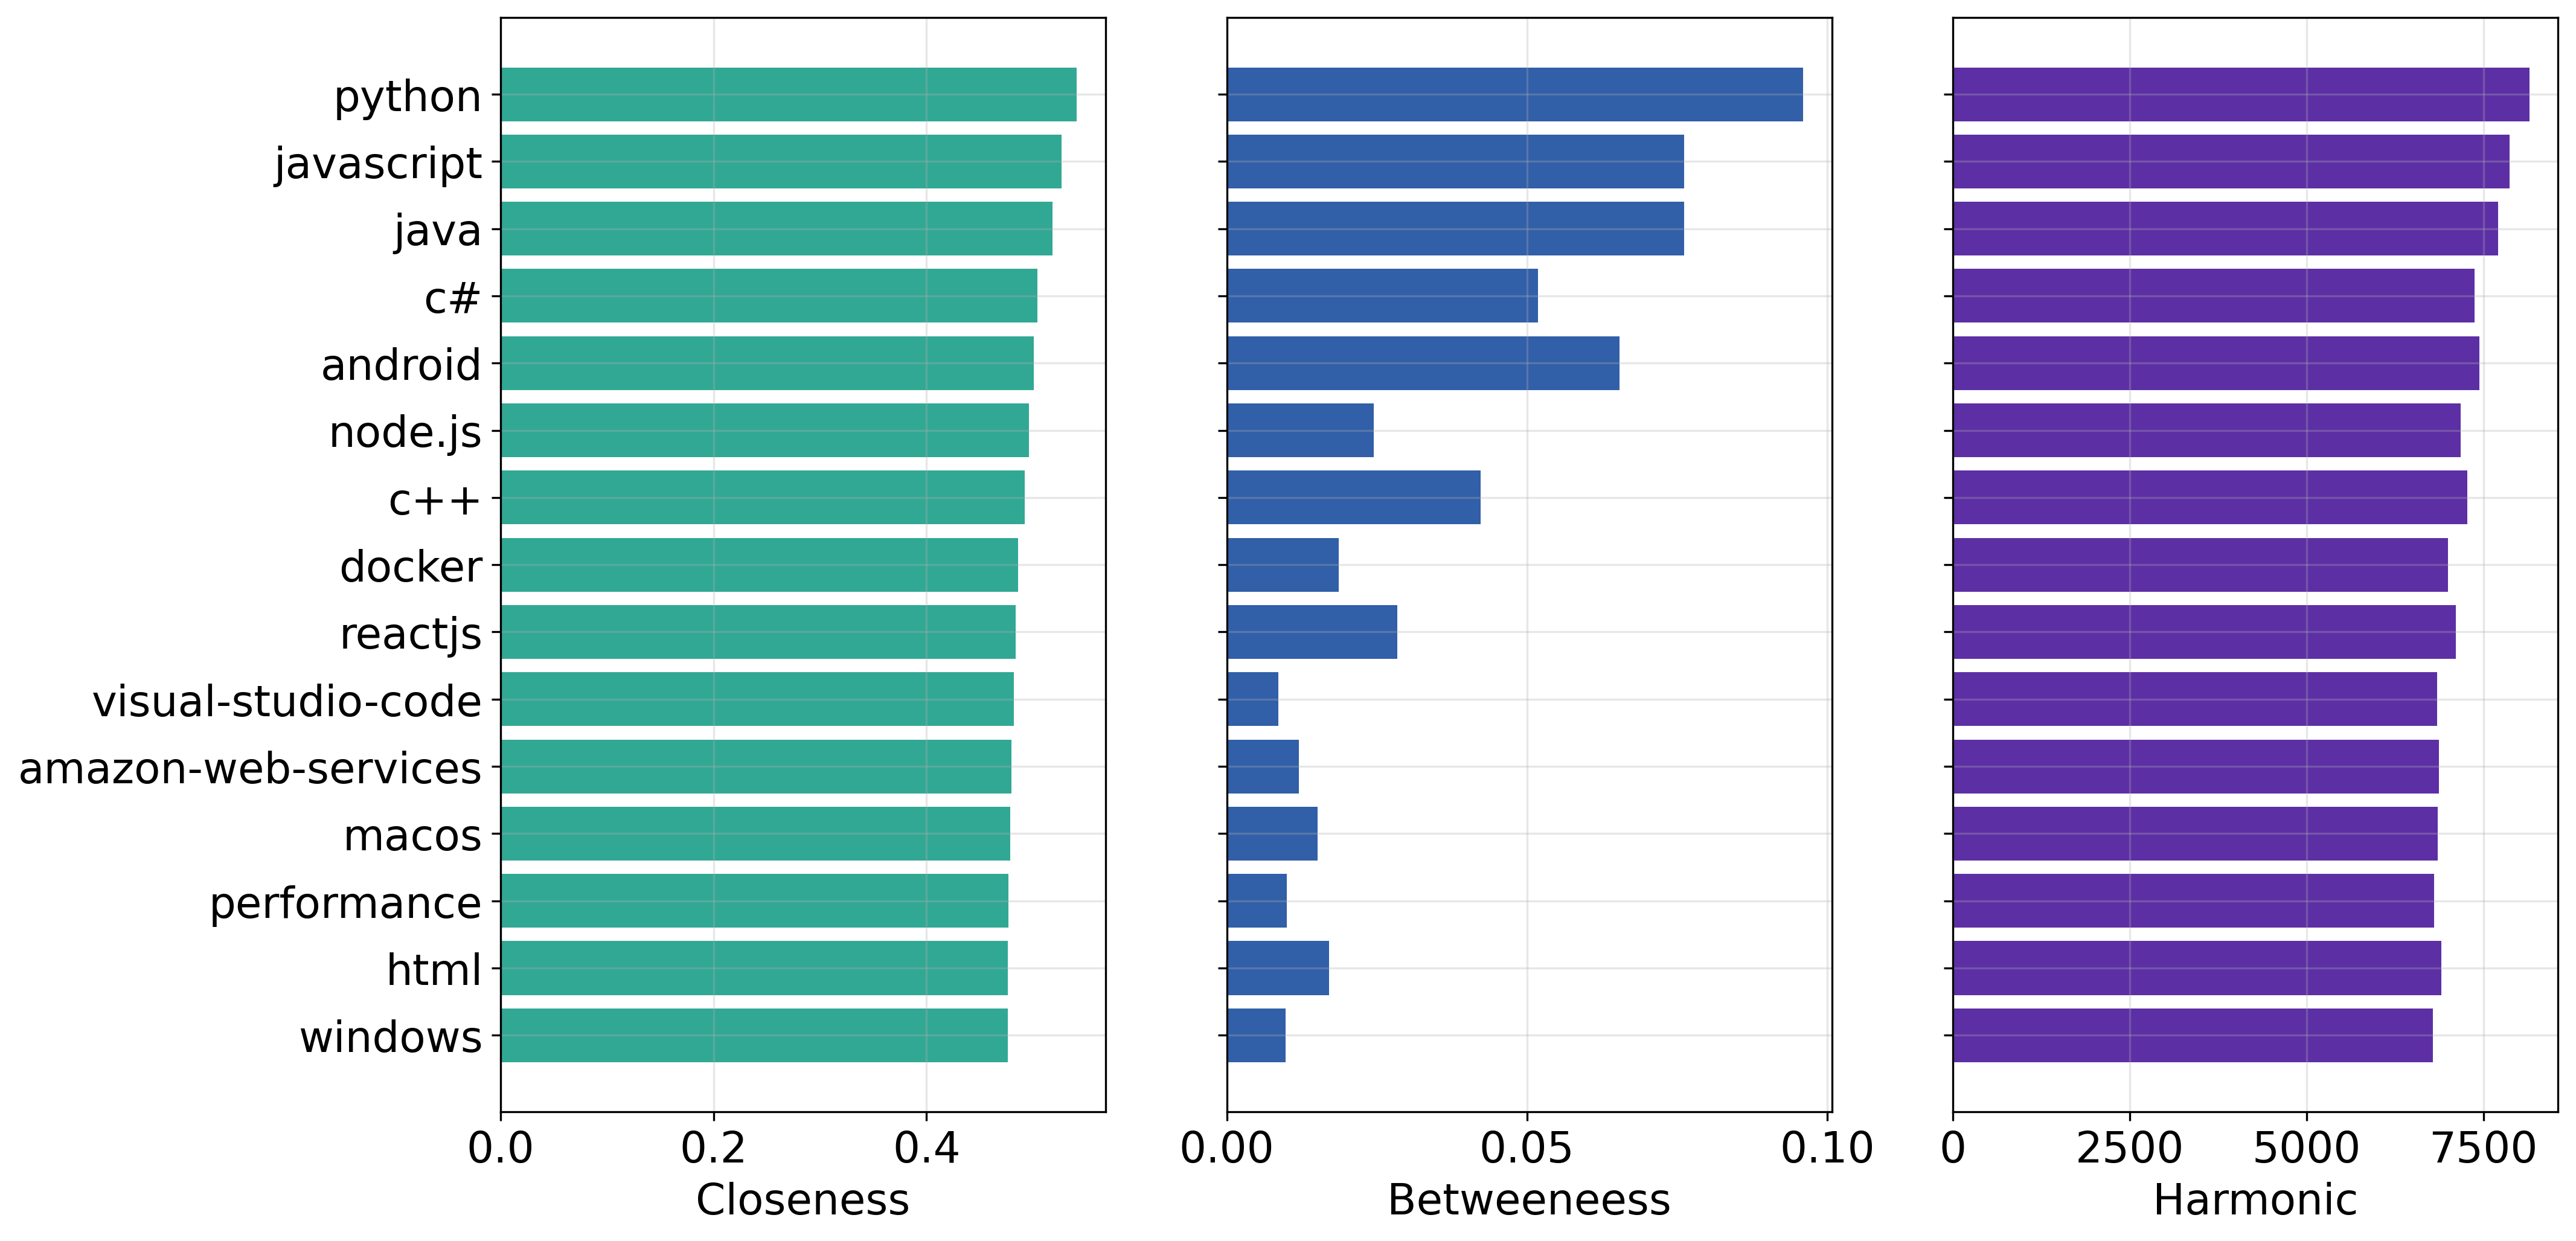 python
javascript
java
c#
android
node.js
c++
docker
reactjs
visual-studio-code
amazon-web-services
macos
performance
html
windows
0.0 0.2 0.4
Closeness
0.00 0.05 0.10
Betweeneess
0 2500 5000 7500
Harmonic